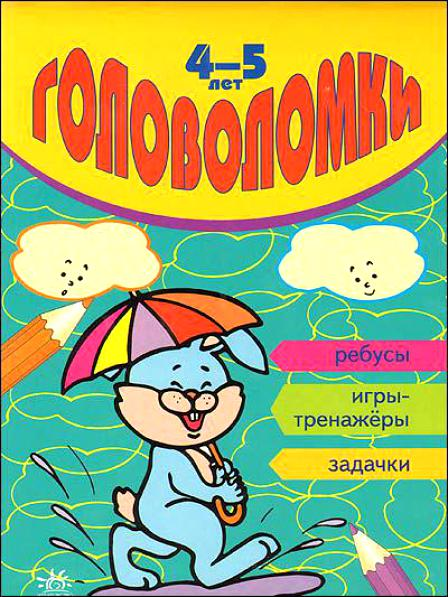 4–5
лет
ГОЛОВОЛОМКИ
ребусы
игры-
тренажёры
задачки